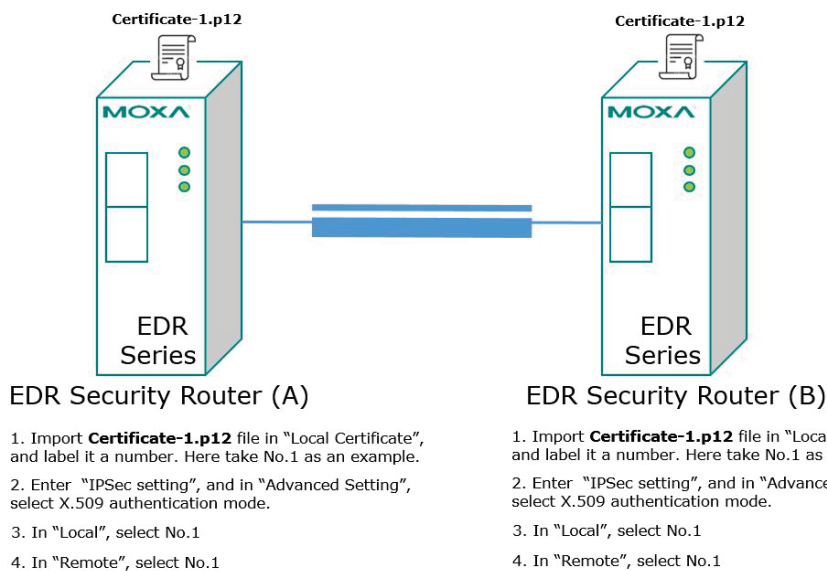 Certificate-1.p12
MOXA
EDR
Series
EDR Security Router (A)
1. Import Certificate-1.p12 file in “Local Certificate”,
and label it a number. Here take No.1 as an example.
2. Enter “IPSec setting”, and in “Advanced Setting”,
select X.509 authentication mode.
3. In “Local”, select No.1
4. In “Remote”, select No.1
Certificate-1.p12
MOXA
EDR
Series
EDR Security Router (B)
1. Import Certificate-1.p12 file in “Loca
and label it a number. Here take No.1 as
2. Enter “IPSec setting”, and in “Advance
select X.509 authentication mode.
3. In “Local”, select No.1
4. In “Remote”, select No.1